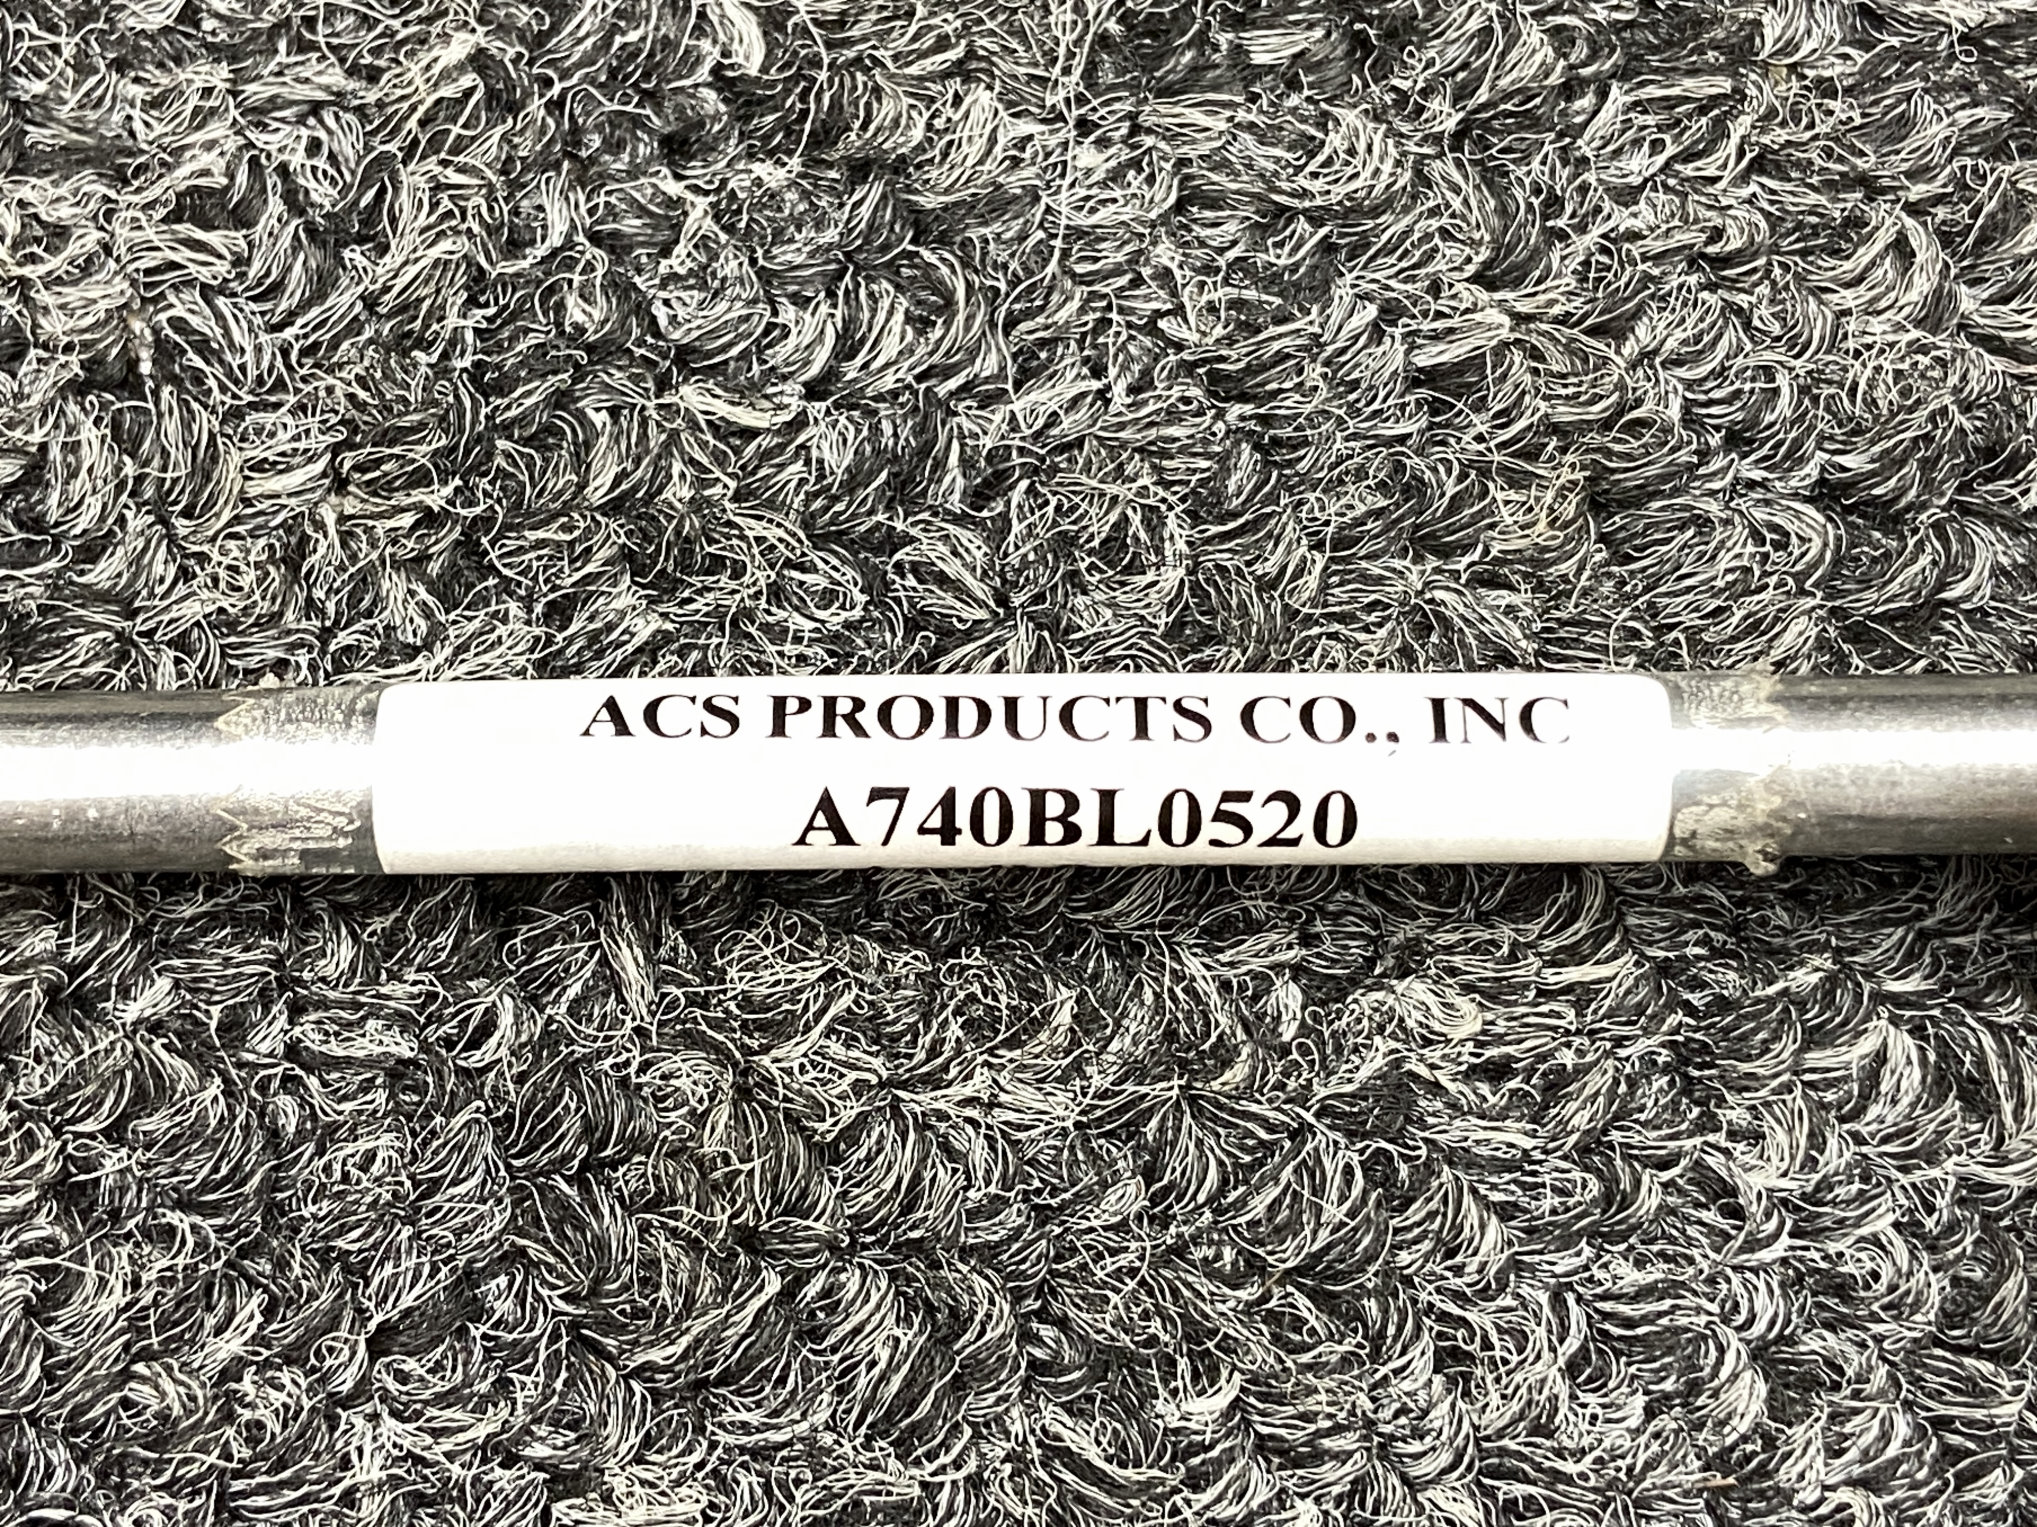 ACS PRODUCTS CO., INC
A740BL0520